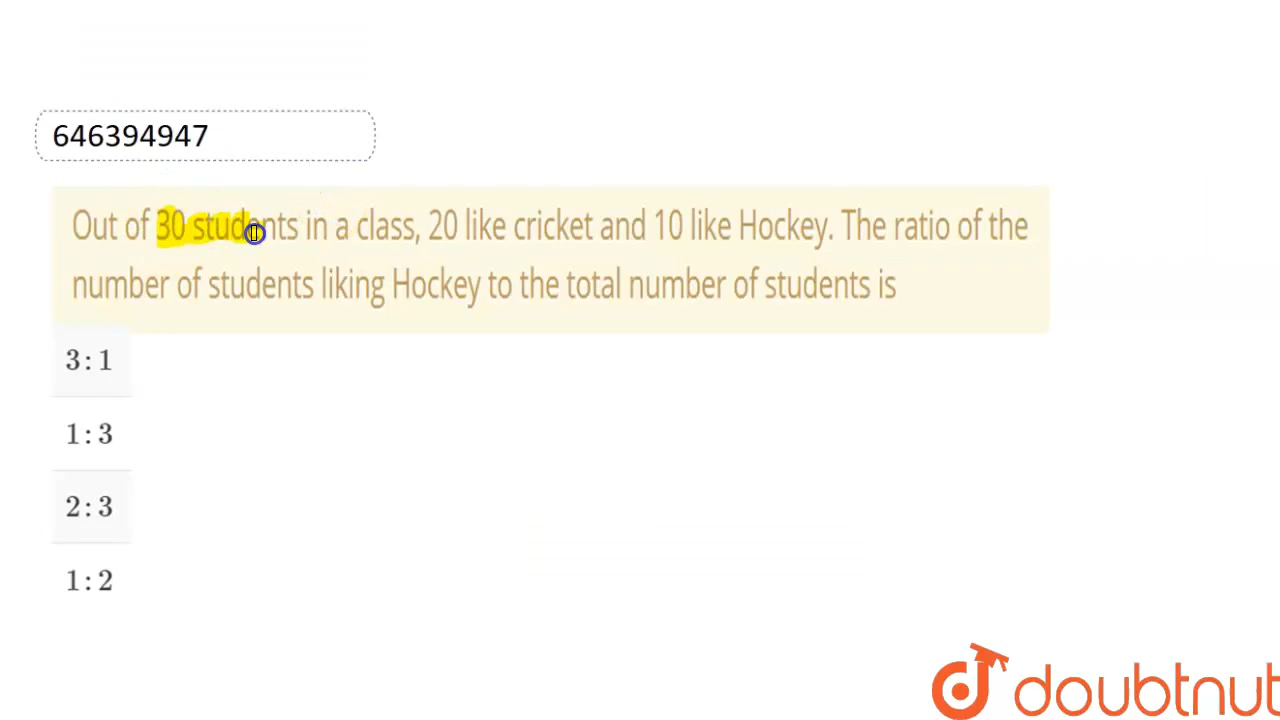 646394947
Out of 30 students in a class, 20 like cricket and 10 like Hockey. The ratio of the
number of students liking Hockey to the total number of students is
3 : 1
1 : 3
2 : 3
1 : 2
doubtnut